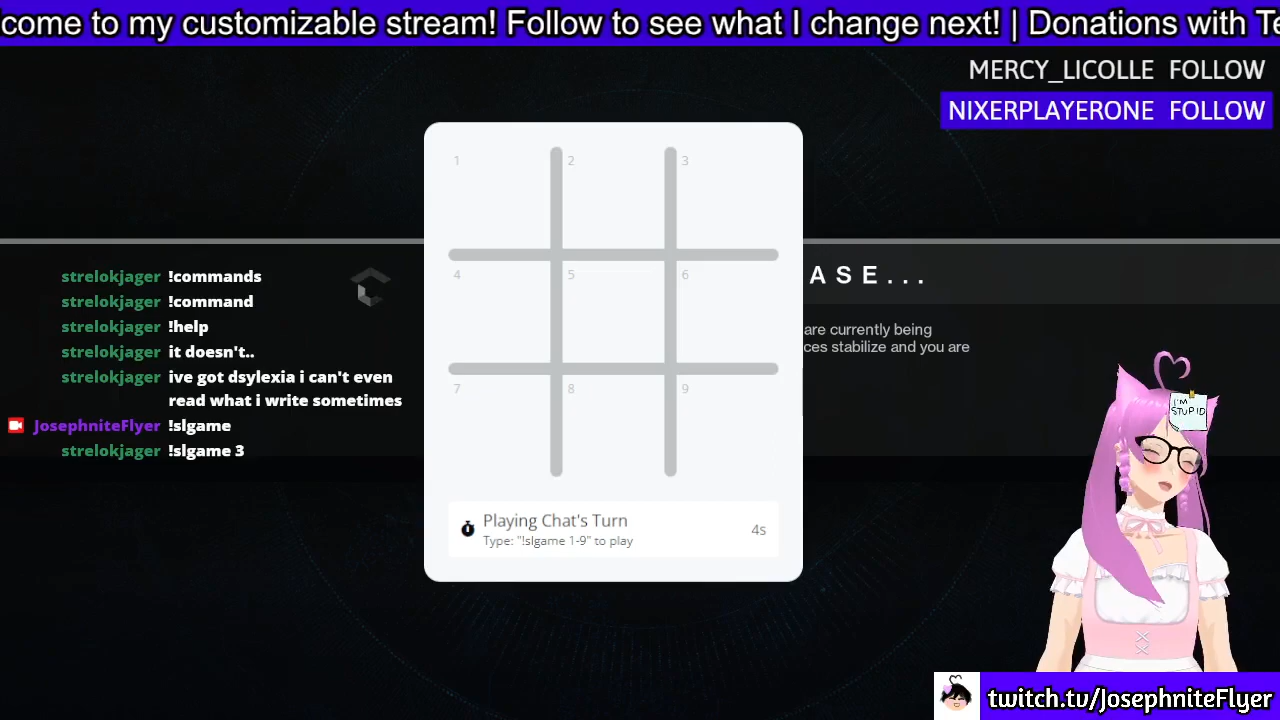 come to my customizable stream! Follow to see what I change next! | Donations with Te
MERCY_LICOLLE FOLLOW
NIXERPLAYERONE FOLLOW
1 2 3
4 5 6
7 8 9
strelokjager !commands
strelokjager !command
strelokjager !help
strelokjager it doesn't..
strelokjager ive got dsylexia i can't even
read what i write sometimes
JosephniteFlyer !slgame
strelokjager !slgame 3
ASE...
are currently being
ces stabilize and you are
I'M
STUPID
Playing Chat's Turn
Type: "!slgame 1-9" to play
4s
twitch.tv/JosephniteFlyer